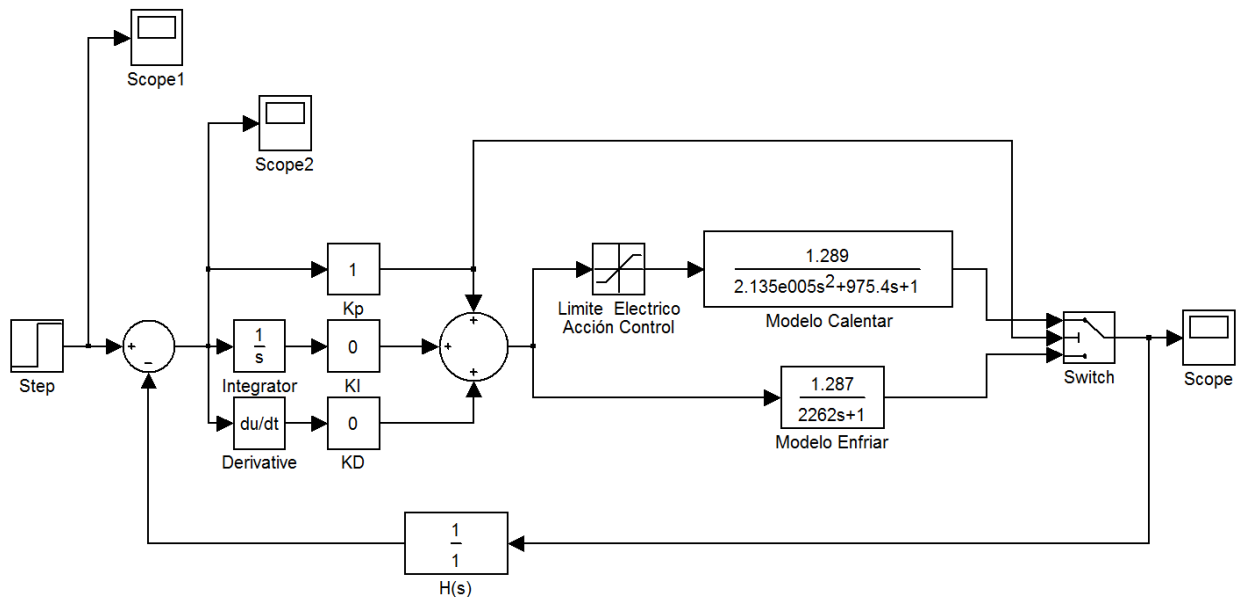 Scope1
Scope2
1
Kp
Limite Electrico
Acción Control
1.289
2.135e005s²+975.4s+1
Modelo Calentar
+
+
+
+
−
Step
1
s
Integrator
0
KI
Switch
Scope
du/dt
Derivative
0
KD
1.287
2262s+1
Modelo Enfriar
1
1
H(s)